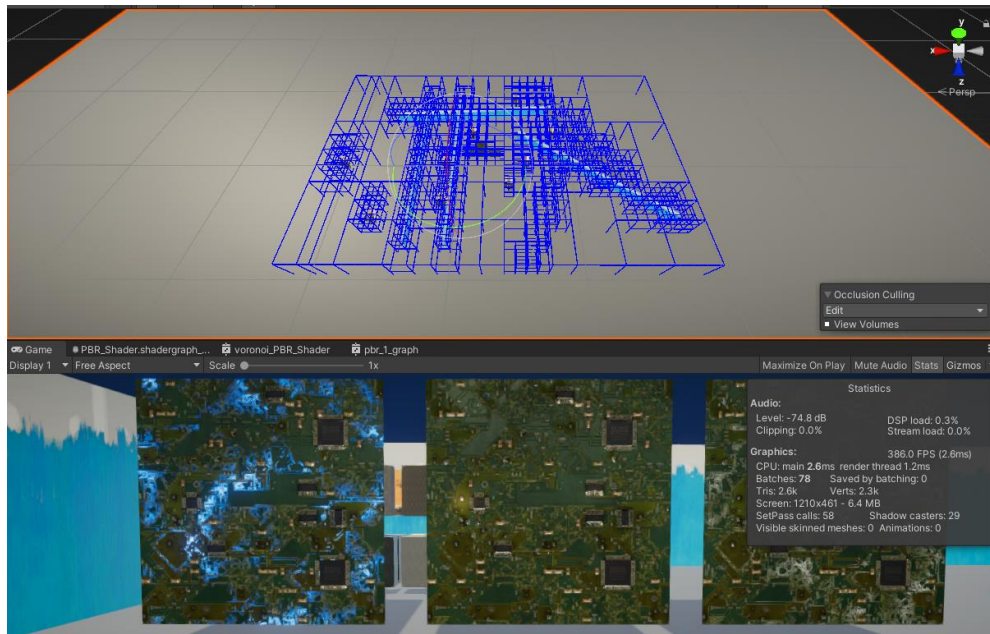 y
x
z
< Persp
Occlusion Culling
Edit
View Volumes
Game PBR_Shader.shadergraph_... voronoi_PBR_Shader pbr_1_graph
Display 1 Free Aspect Scale 1x Maximize On Play Mute Audio Stats Gizmos
Statistics
Audio:
Level: -74.8 dB DSP load: 0.3%
Clipping: 0.0% Stream load: 0.0%
Graphics: 386.0 FPS (2.6ms)
CPU: main 2.6ms render thread 1.2ms
Batches: 78 Saved by batching: 0
Tris: 2.6k Verts: 2.3k
Screen: 1210x461 - 6.4 MB
SetPass calls: 58 Shadow casters: 29
Visible skinned meshes: 0 Animations: 0